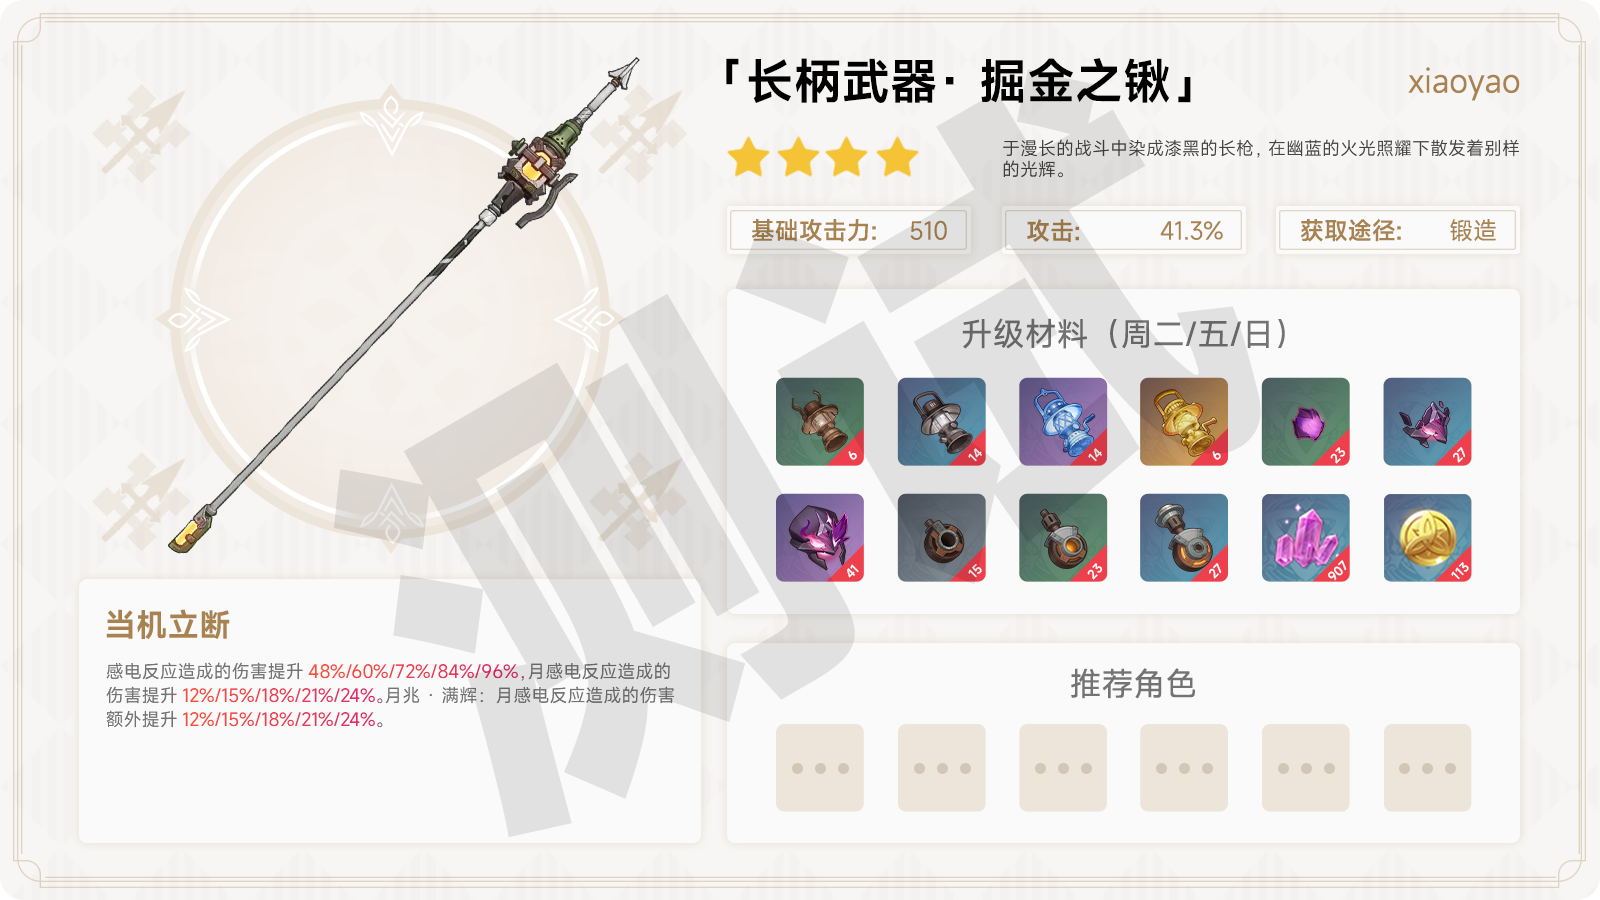 「长柄武器· 掘金之锹」
xiaoyao
于漫长的战斗中染成漆黑的长枪，在幽蓝的火光照耀下散发着别样
的光辉。
基础攻击力: 510
攻击: 41.3%
获取途径: 锻造
升级材料（周二/五/日）
6 14 14 6 23 27
41 15 23 27 907 113
当机立断
感电反应造成的伤害提升 48%/60%/72%/84%/96%，月感电反应造成的
伤害提升 12%/15%/18%/21%/24%。月兆 · 满辉：月感电反应造成的伤害
额外提升 12%/15%/18%/21%/24%。
推荐角色
测试